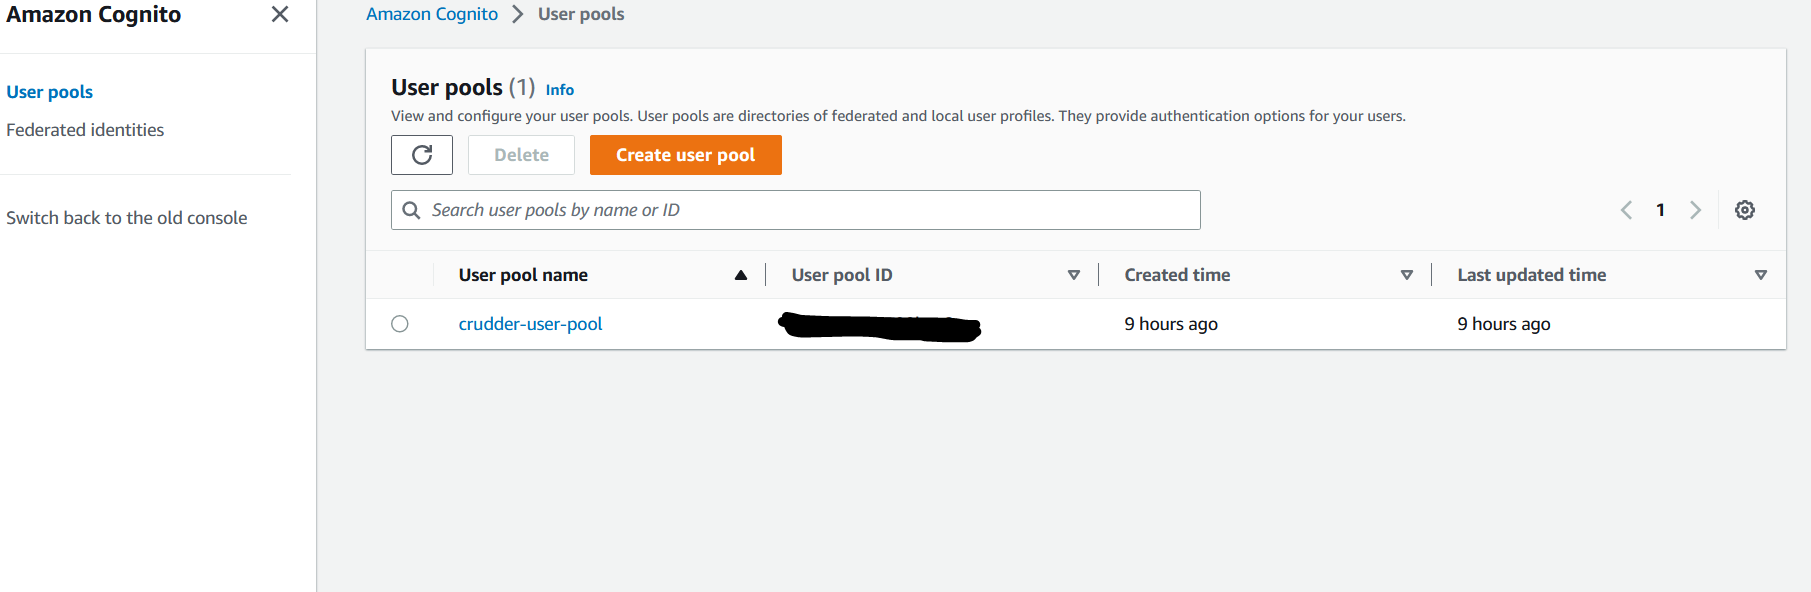 Amazon Cognito
User pools
Federated identities
Switch back to the old console
Amazon Cognito User pools
User pools (1) Info
View and configure your user pools. User pools are directories of federated and local user profiles. They provide authentication options for your users.
Delete Create user pool
Search user pools by name or ID
1
User pool name User pool ID Created time Last updated time
crudder-user-pool 9 hours ago 9 hours ago